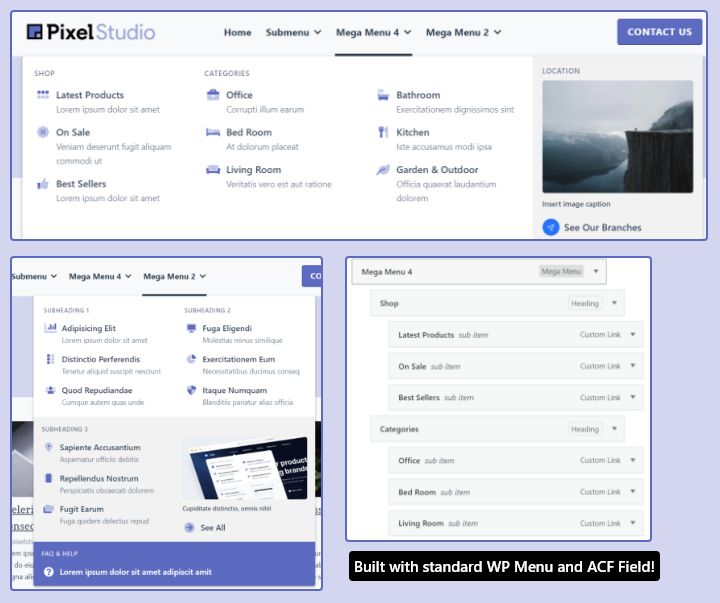 PixelStudio
Home Submenu Mega Menu 4 Mega Menu 2 CONTACT US
SHOP
Latest Products
Lorem ipsum dolor sit amet
On Sale
Veniam deserunt fugit aliquam
commodi ut
Best Sellers
Lorem ipsum dolor sit amet
CATEGORIES
Office
Corrupti illum earum
Bed Room
At dolorum placeat
Living Room
Veritatis vero est aut ratione
Bathroom
Exercitationem dignissimos sint
Kitchen
Iste accusamus modi ipsa
Garden & Outdoor
Officia quaerat laudantium
dolorem
LOCATION
Insert image caption
See Our Branches
Submenu Mega Menu 4 Mega Menu 2 CO
SUBHEADING 1
Adipisicing Elit
Lorem ipsum dolor sit amet
Distinctio Perferendis
Tenetur aliquid suscipit nesciunt
Quod Repudiandae
Cumque autem quas unde
SUBHEADING 2
Fuga Eligendi
Molestias minus similique
Exercitationem Eum
Necessitatibus ducimus conseq
Itaque Numquam
Blanditiis pariatur alias officia
SUBHEADING 3
Sapiente Accusantium
Aspernatur officiis debitis
Repellendus Nostrum
Perspiciatis obcaecati dolorem
Fugit Earum
Fuga quidem delectus repud
Cupiditate distinctio, omnis nihil
See All
FAQ & HELP
Lorem ipsum dolor sit amet adipiscit amit
Mega Menu 4 Mega Menu
Shop Heading
Latest Products sub item Custom Link
On Sale sub item Custom Link
Best Sellers sub item Custom Link
Categories Heading
Office sub item Custom Link
Bed Room sub item Custom Link
Living Room sub item Custom Link
Built with standard WP Menu and ACF Field!